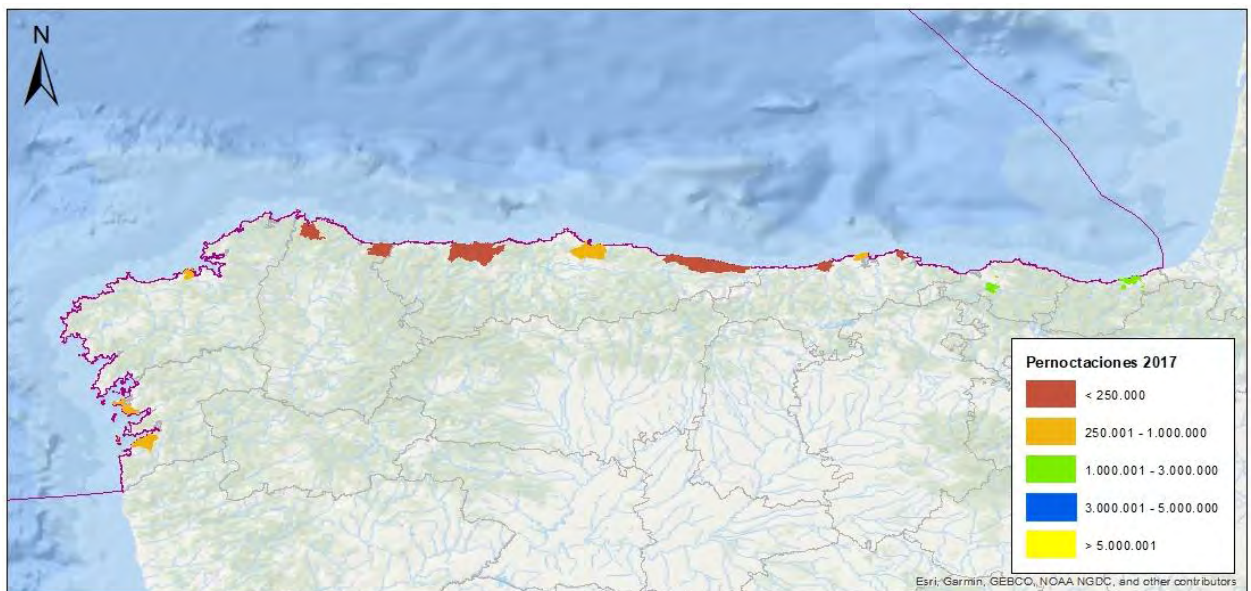 N
Pernoctaciones 2017
< 250.000
250.001 - 1.000.000
1.000.001 - 3.000.000
3.000.001 - 5.000.000
> 5.000.001
Esri, Garmin, GEBCO, NOAA NGDC, and other contributors